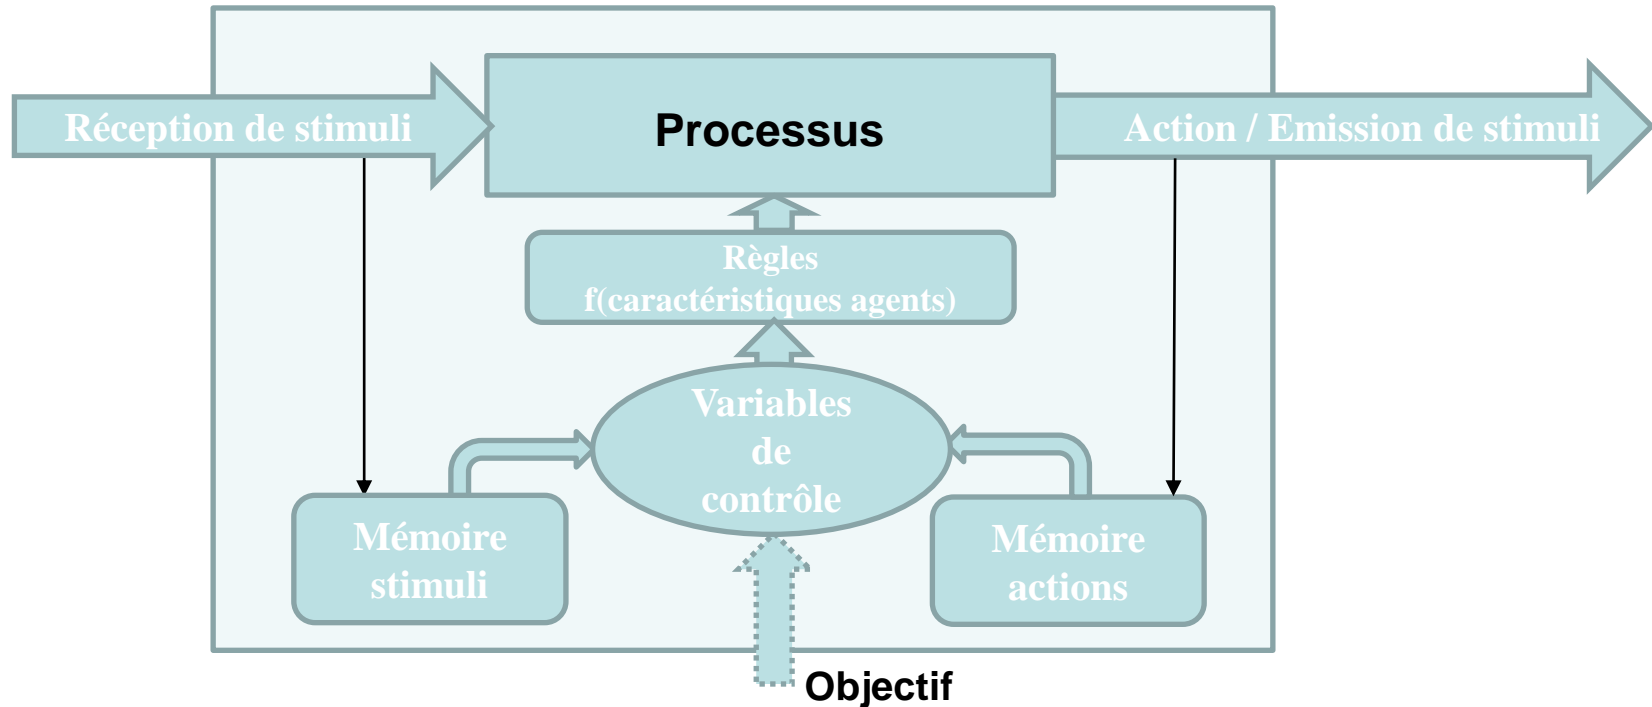 Réception de stimuli
Processus
Action / Emission de stimuli
Règles
f(caractéristiques agents)
Variables
de
contrôle
Mémoire
stimuli
Mémoire
actions
Objectif